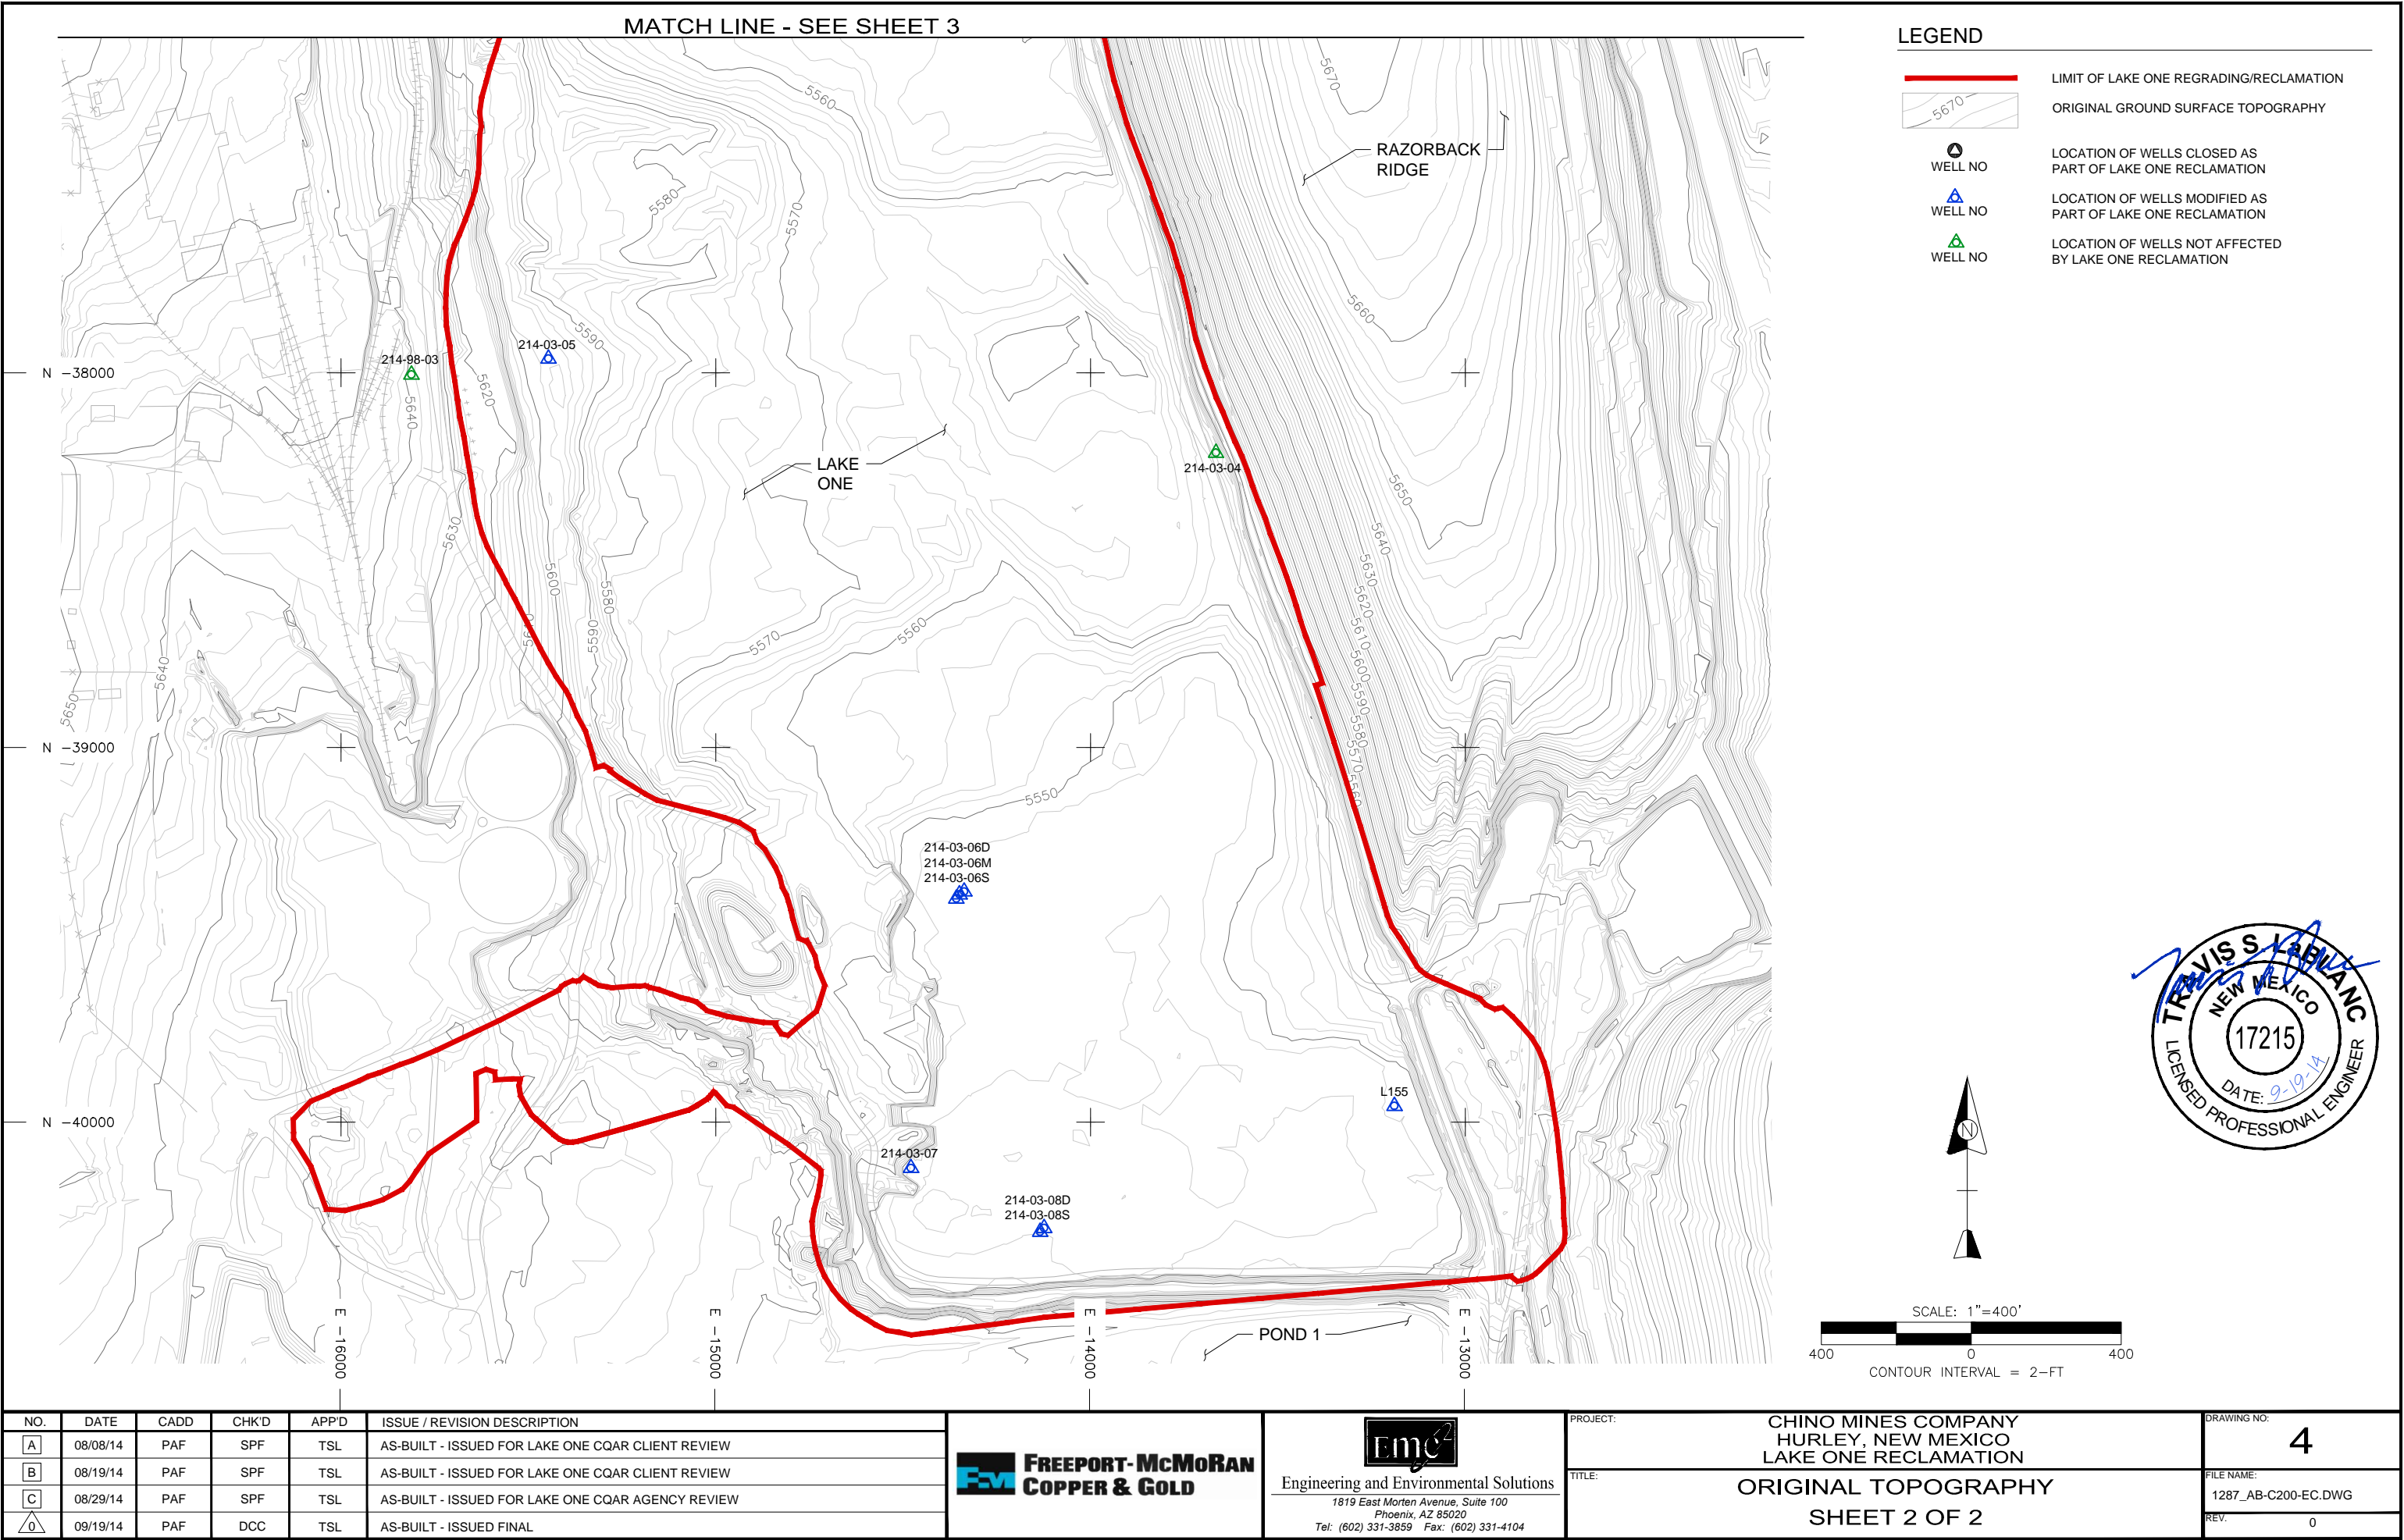 MATCH LINE - SEE SHEET 3
LEGEND
LIMIT OF LAKE ONE REGRADING/RECLAMATION
5670
ORIGINAL GROUND SURFACE TOPOGRAPHY
WELL NO
LOCATION OF WELLS CLOSED AS
PART OF LAKE ONE RECLAMATION
WELL NO
LOCATION OF WELLS MODIFIED AS
PART OF LAKE ONE RECLAMATION
WELL NO
LOCATION OF WELLS NOT AFFECTED
BY LAKE ONE RECLAMATION
5560
5670
RAZORBACK
RIDGE
5580
5570
5660
5590
214-03-05
214-98-03
N -38000
5620
5640
LAKE
ONE
214-03-04
5650
5630
5640
5600
5580
5590
5630
5620
5610
5600
5590
5580
5570
5560
5570
5560
5640
5650
N -39000
5550
214-03-06D
214-03-06M
214-03-06S
L155
N -40000
214-03-07
214-03-08D
214-03-08S
E -16000
E -15000
E -14000
E -13000
POND 1
TRAVIS S. LaBLANC
NEW MEXICO
17215
DATE: 9-19-14
LICENSED PROFESSIONAL ENGINEER
N
SCALE: 1"=400'
400 0 400
CONTOUR INTERVAL = 2-FT
NO. DATE CADD CHK'D APP'D ISSUE / REVISION DESCRIPTION
A 08/08/14 PAF SPF TSL AS-BUILT - ISSUED FOR LAKE ONE CQAR CLIENT REVIEW
B 08/19/14 PAF SPF TSL AS-BUILT - ISSUED FOR LAKE ONE CQAR CLIENT REVIEW
C 08/29/14 PAF SPF TSL AS-BUILT - ISSUED FOR LAKE ONE CQAR AGENCY REVIEW
0 09/19/14 PAF DCC TSL AS-BUILT - ISSUED FINAL
FM
FREEPORT-McMoRAN
COPPER & GOLD
EMC2
Engineering and Environmental Solutions
1819 East Morten Avenue, Suite 100
Phoenix, AZ 85020
Tel: (602) 331-3859 Fax: (602) 331-4104
PROJECT:
CHINO MINES COMPANY
HURLEY, NEW MEXICO
LAKE ONE RECLAMATION
TITLE:
ORIGINAL TOPOGRAPHY
SHEET 2 OF 2
DRAWING NO:
4
FILE NAME:
1287_AB-C200-EC.DWG
REV.
0